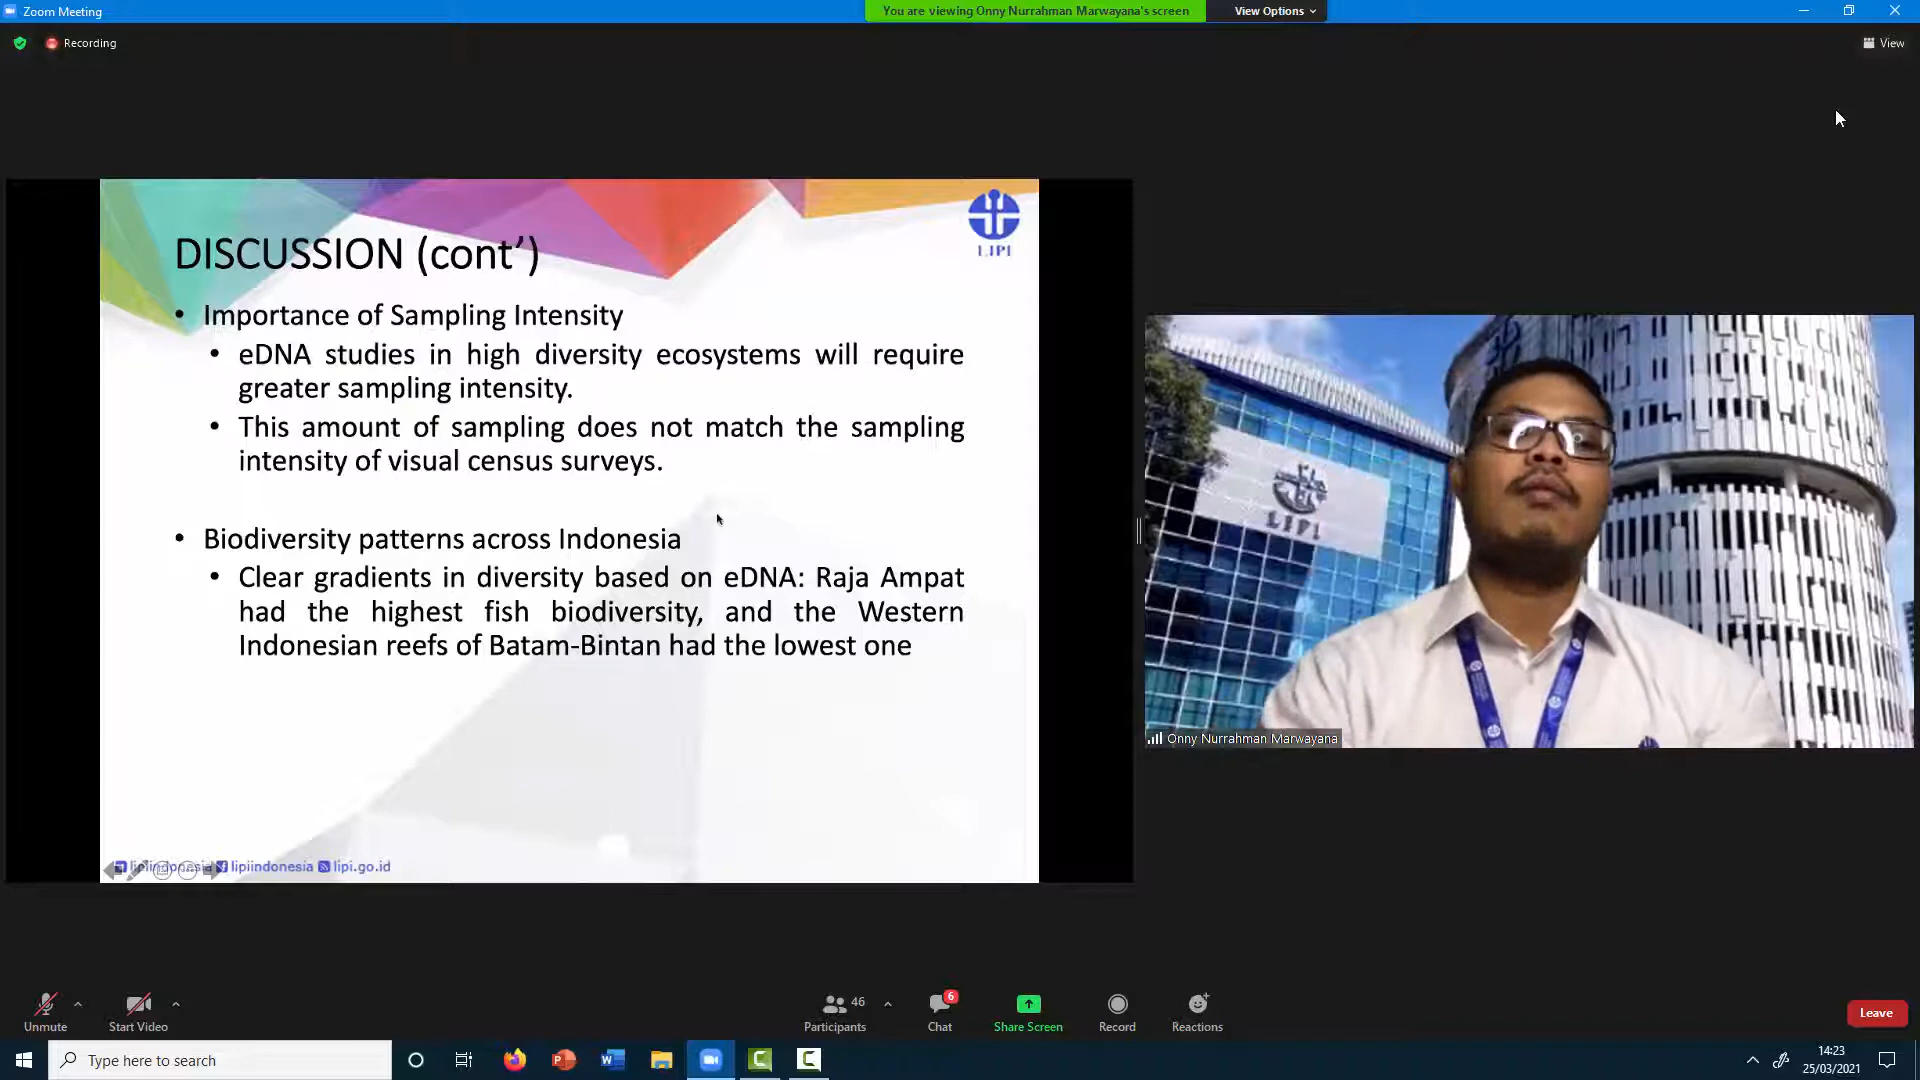 Zoom Meeting
You are viewing Onny Nurrahman Marwayana's screen
View Options
Recording
View
LIPI
DISCUSSION (cont’)
• Importance of Sampling Intensity
• eDNA studies in high diversity ecosystems will require
greater sampling intensity.
• This amount of sampling does not match the sampling
intensity of visual census surveys.
• Biodiversity patterns across Indonesia
• Clear gradients in diversity based on eDNA: Raja Ampat
had the highest fish biodiversity, and the Western
Indonesian reefs of Batam-Bintan had the lowest one
lipiindonesia lipiindonesia lipi.go.id
LIPI
Onny Nurrahman Marwayana
Unmute
Start Video
46
Participants
6
Chat
Share Screen
Record
Reactions
Leave
Type here to search
14:23
25/03/2021